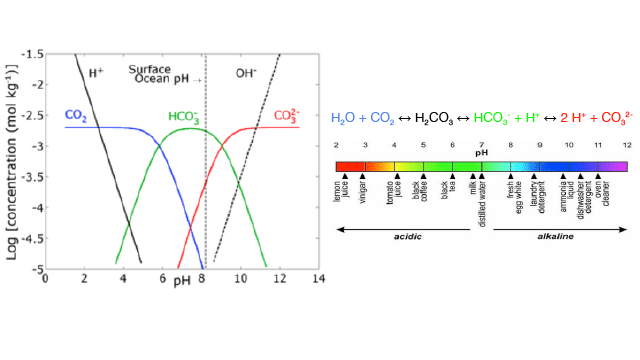 -1.5
-2
-2.5
-3
-3.5
-4
-4.5
-5
Log [concentration (mol kg⁻¹)]
0 2 4 6 8 10 12 14
pH
H⁺
Surface
Ocean pH→
OH⁻
CO₂
HCO₃⁻
CO₃²⁻
H₂O + CO₂ ↔ H₂CO₃ ↔ HCO₃⁻ + H⁺ ↔ 2 H⁺ + CO₃²⁻
pH
2 3 4 5 6 7 8 9 10 11 12
lemon
juice
vinigar
tomato
juice
black
coffee
black
tea
milk
distilled water
fresh
egg white
laundry
detergent
ammonia
liquid
dishwasher
detergent
oven
cleaner
acidic
alkaline